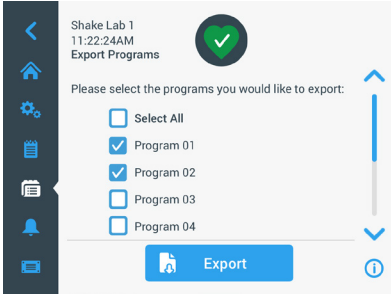 Shake Lab 1
11:22:24AM
Export Programs
Please select the programs you would like to export:
Select All
Program 01
Program 02
Program 03
Program 04
Export